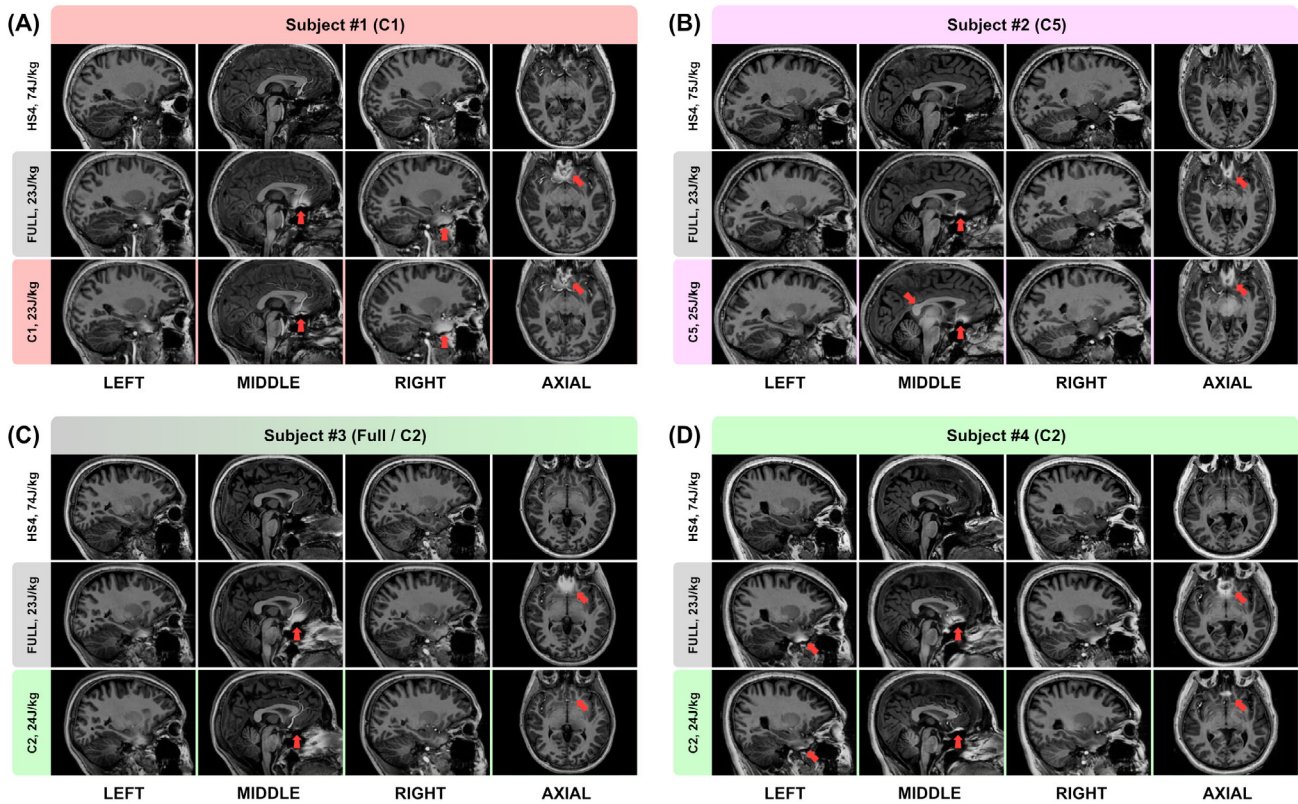 (A)
Subject #1 (C1)
HS4, 74J/kg
FULL, 23J/kg
C1, 23J/kg
LEFT MIDDLE RIGHT AXIAL
(B)
Subject #2 (C5)
HS4, 75J/kg
FULL, 23J/kg
C5, 25J/kg
LEFT MIDDLE RIGHT AXIAL
(C)
Subject #3 (Full / C2)
HS4, 74J/kg
FULL, 23J/kg
C2, 24J/kg
LEFT MIDDLE RIGHT AXIAL
(D)
Subject #4 (C2)
HS4, 74J/kg
FULL, 23J/kg
C2, 24J/kg
LEFT MIDDLE RIGHT AXIAL